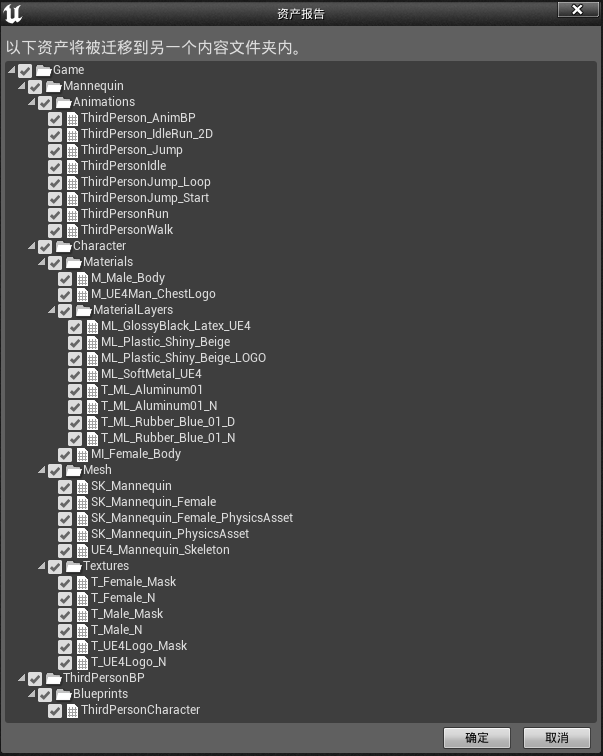 资产报告
以下资产将被迁移到另一个内容文件夹内。
Game
Mannequin
Animations
ThirdPerson_AnimBP
ThirdPerson_IdleRun_2D
ThirdPerson_Jump
ThirdPersonIdle
ThirdPersonJump_Loop
ThirdPersonJump_Start
ThirdPersonRun
ThirdPersonWalk
Character
Materials
M_Male_Body
M_UE4Man_ChestLogo
MaterialLayers
ML_GlossyBlack_Latex_UE4
ML_Plastic_Shiny_Beige
ML_Plastic_Shiny_Beige_LOGO
ML_SoftMetal_UE4
T_ML_Aluminum01
T_ML_Aluminum01_N
T_ML_Rubber_Blue_01_D
T_ML_Rubber_Blue_01_N
MI_Female_Body
Mesh
SK_Mannequin
SK_Mannequin_Female
SK_Mannequin_Female_PhysicsAsset
SK_Mannequin_PhysicsAsset
UE4_Mannequin_Skeleton
Textures
T_Female_Mask
T_Female_N
T_Male_Mask
T_Male_N
T_UE4Logo_Mask
T_UE4Logo_N
ThirdPersonBP
Blueprints
ThirdPersonCharacter
确定
取消